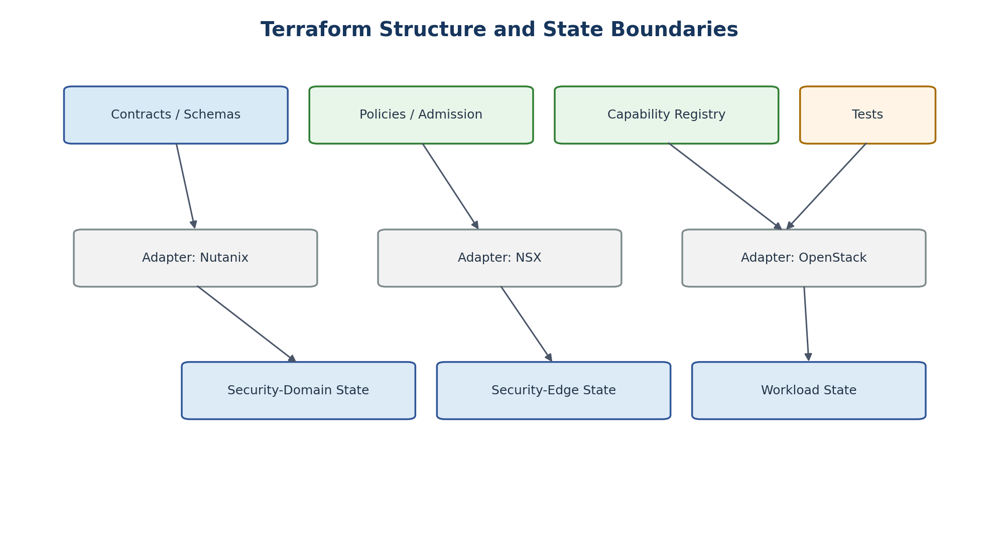 Terraform Structure and State Boundaries
Contracts / Schemas
Policies / Admission
Capability Registry
Tests
Adapter: Nutanix
Adapter: NSX
Adapter: OpenStack
Security-Domain State
Security-Edge State
Workload State